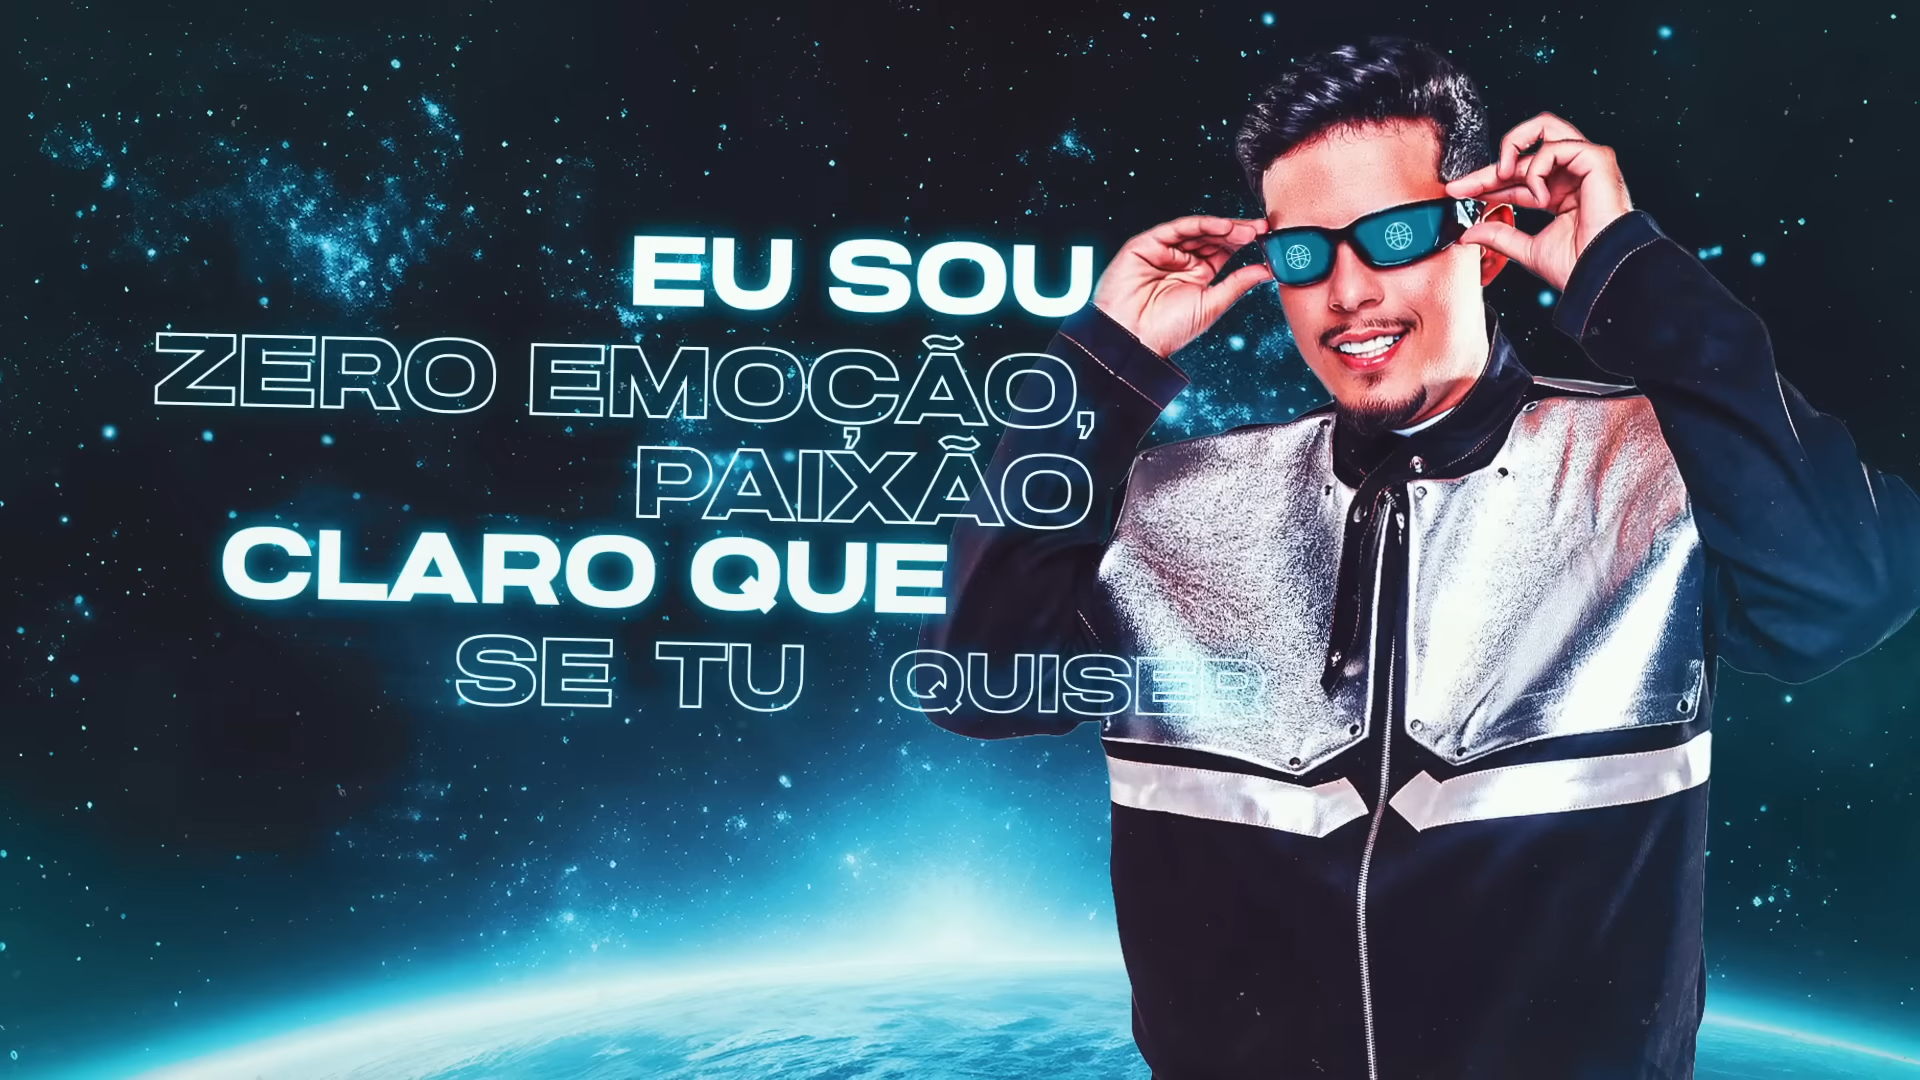 EU SOU
ZERO EMOÇÃO,
PAIXÃO
CLARO QUE
SE TU QUISER